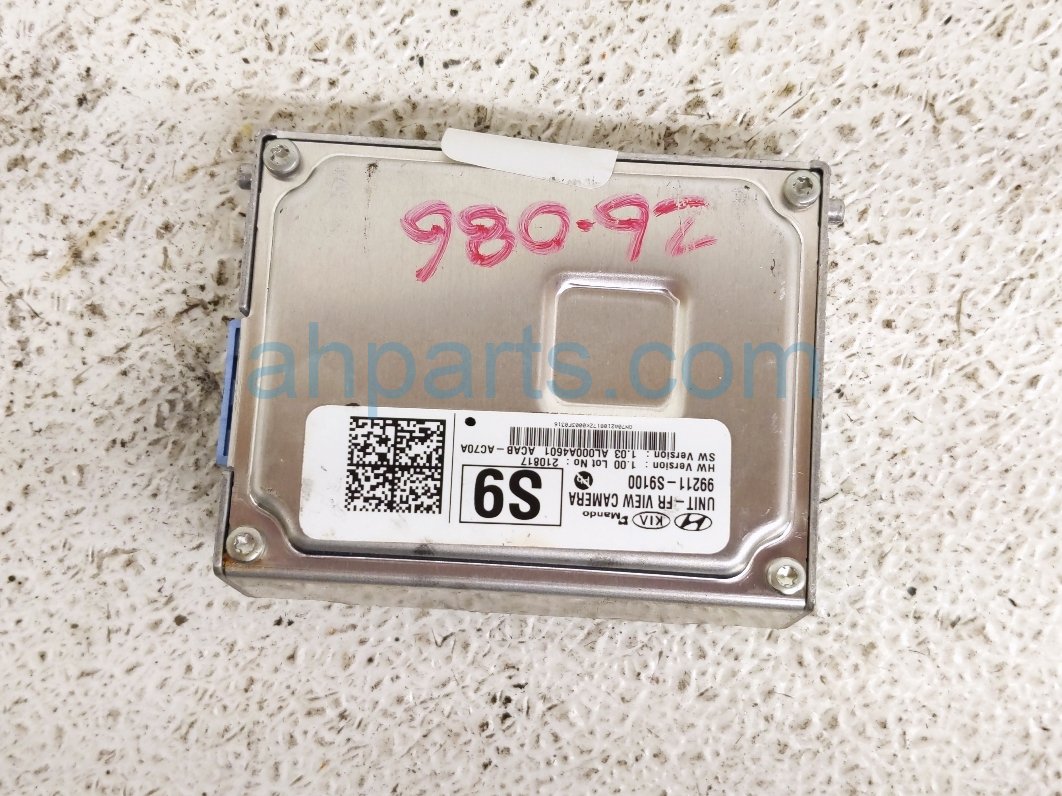 980-92
ahparts.com
Mando KIA
UNIT-FR VIEW CAMERA
99211-S9100
HW Version : 1.00 Lot No : 210817
SW Version : 1.03 AL000A4601 ACAB-AC70A
S9